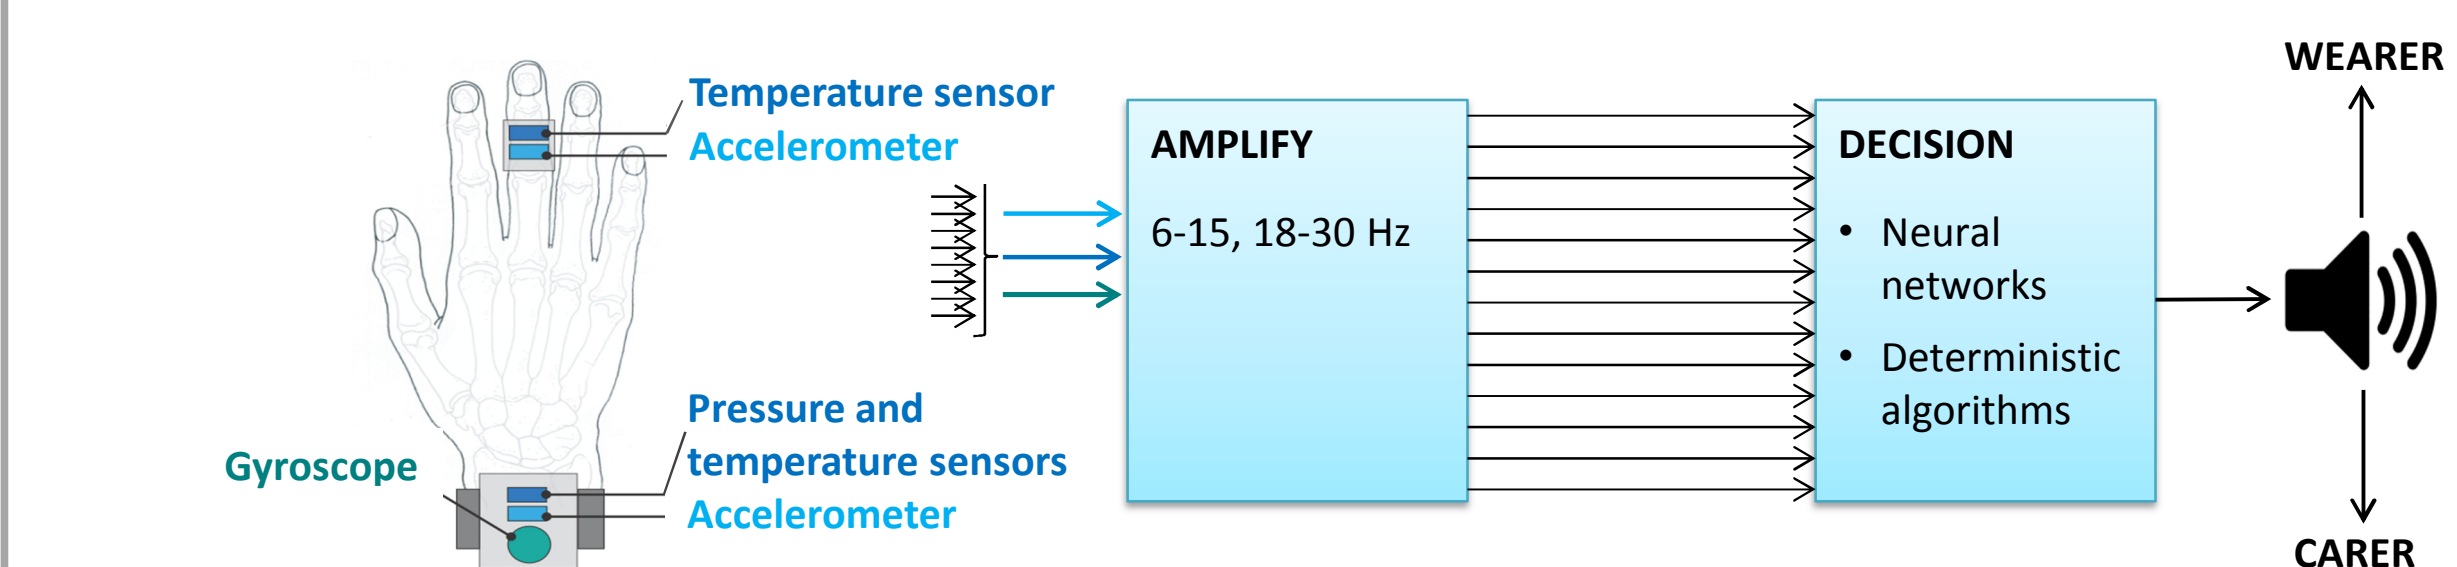 Temperature sensor
Accelerometer
Gyroscope
Pressure and
temperature sensors
Accelerometer
AMPLIFY
6-15, 18-30 Hz
DECISION
• Neural
networks
• Deterministic
algorithms
WEARER
CARER